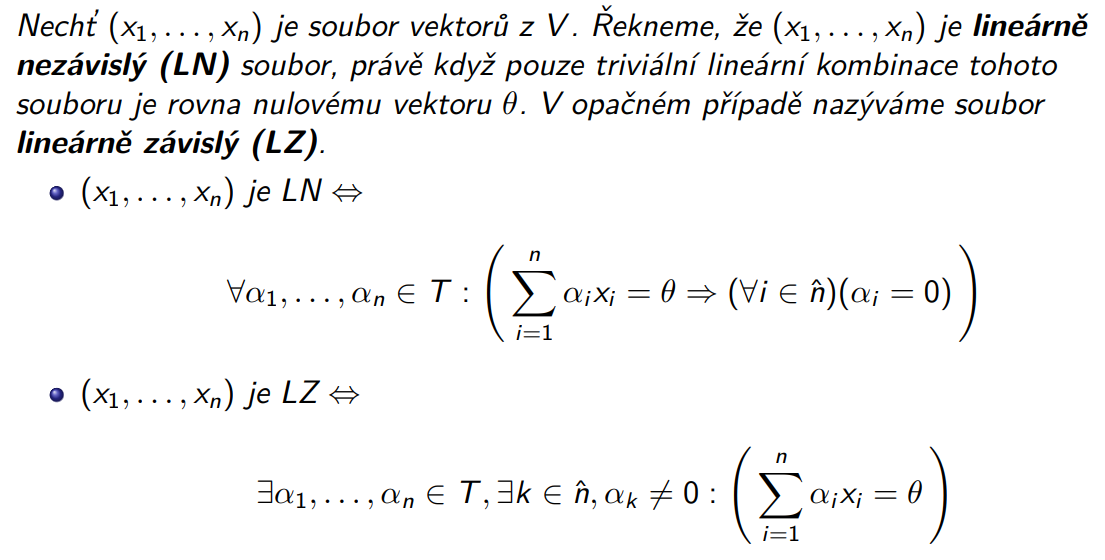 Nechť (x₁, . . . , xₙ) je soubor vektorů z V. Řekneme, že (x₁, . . . , xₙ) je lineárně
nezávislý (LN) soubor, právě když pouze triviální lineární kombinace tohoto
souboru je rovna nulovému vektoru θ. V opačném případě nazýváme soubor
lineárně závislý (LZ).
• (x₁, . . . , xₙ) je LN ⇔
∀α₁, . . . , αₙ ∈ T : (∑ⁿᵢ₌₁ αᵢxᵢ = θ ⇒ (∀i ∈ n̂)(αᵢ = 0))
• (x₁, . . . , xₙ) je LZ ⇔
∃α₁, . . . , αₙ ∈ T, ∃k ∈ n̂, αₖ ≠ 0 : (∑ⁿᵢ₌₁ αᵢxᵢ = θ)